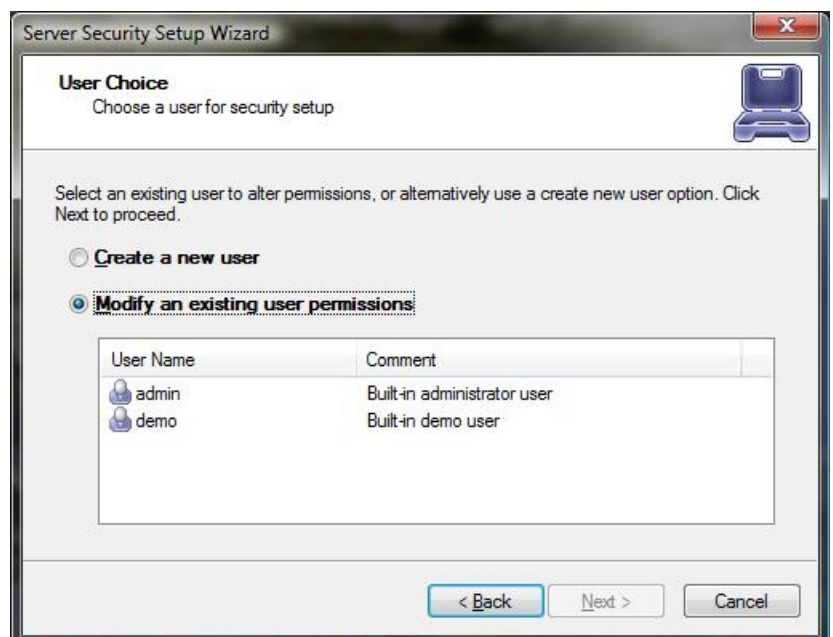 Server Security Setup Wizard
User Choice
Choose a user for security setup
Select an existing user to alter permissions, or alternatively use a create new user option. Click
Next to proceed.
Create a new user
Modify an existing user permissions
User Name Comment
admin Built-in administrator user
demo Built-in demo user
< Back Next > Cancel